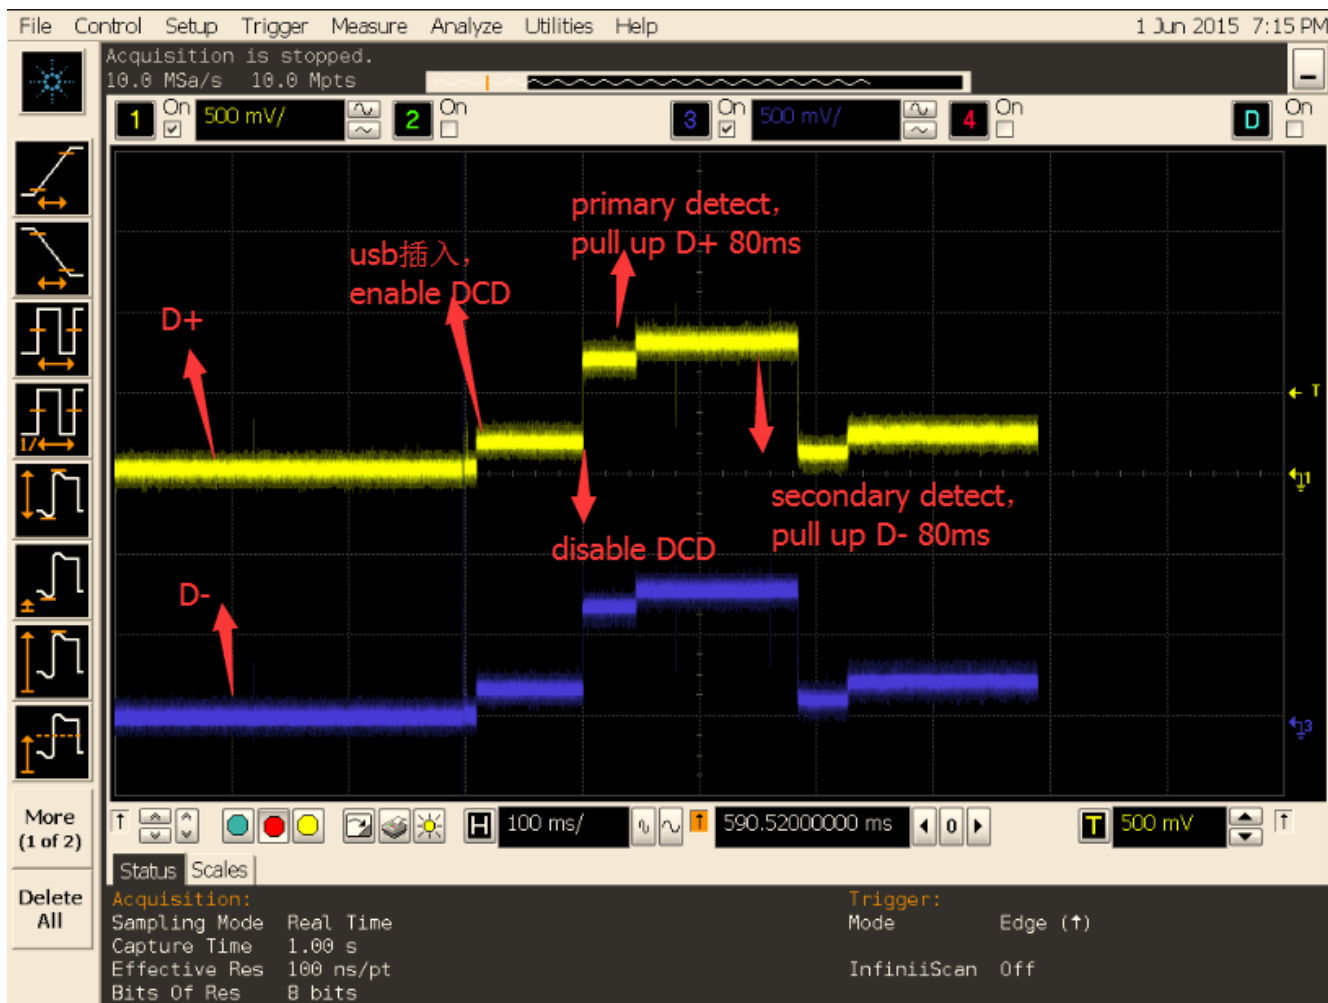 File Control Setup Trigger Measure Analyze Utilities Help 1 Jun 2015 7:15 PM
Acquisition is stopped.
10.0 MSa/s 10.0 Mpts
1 On 500 mV/ 2 On 3 On 500 mV/ 4 On D On
primary detect,
pull up D+ 80ms
usb插入，
enable DCD
D+
T
1
secondary detect,
pull up D- 80ms
disable DCD
D-
3
1/
More
(1 of 2)
Delete
All
H 100 ms/ 590.52000000 ms 0 T 500 mV
Status Scales
Acquisition:
Sampling Mode Real Time
Capture Time 1.00 s
Effective Res 100 ns/pt
Bits Of Res 8 bits
Trigger:
Mode Edge (↑)
InfiniiScan Off